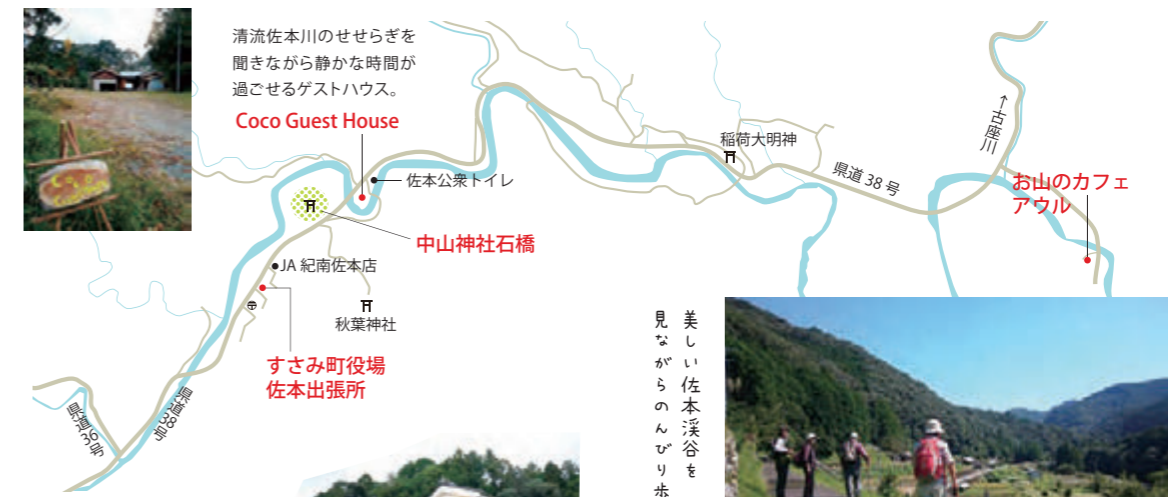 清流佐本川のせせらぎを
聞きながら静かな時間が
過ごせるゲストハウス。
Coco Guest House
佐本公衆トイレ
稲荷大明神
県道 38 号
↑古座川
お山のカフェ
アウル
中山神社石橋
●JA 紀南佐本店
秋葉神社
すさみ町役場
佐本出張所
県道38号
県道36号
美しい佐本渓谷を
見ながらのんびり歩